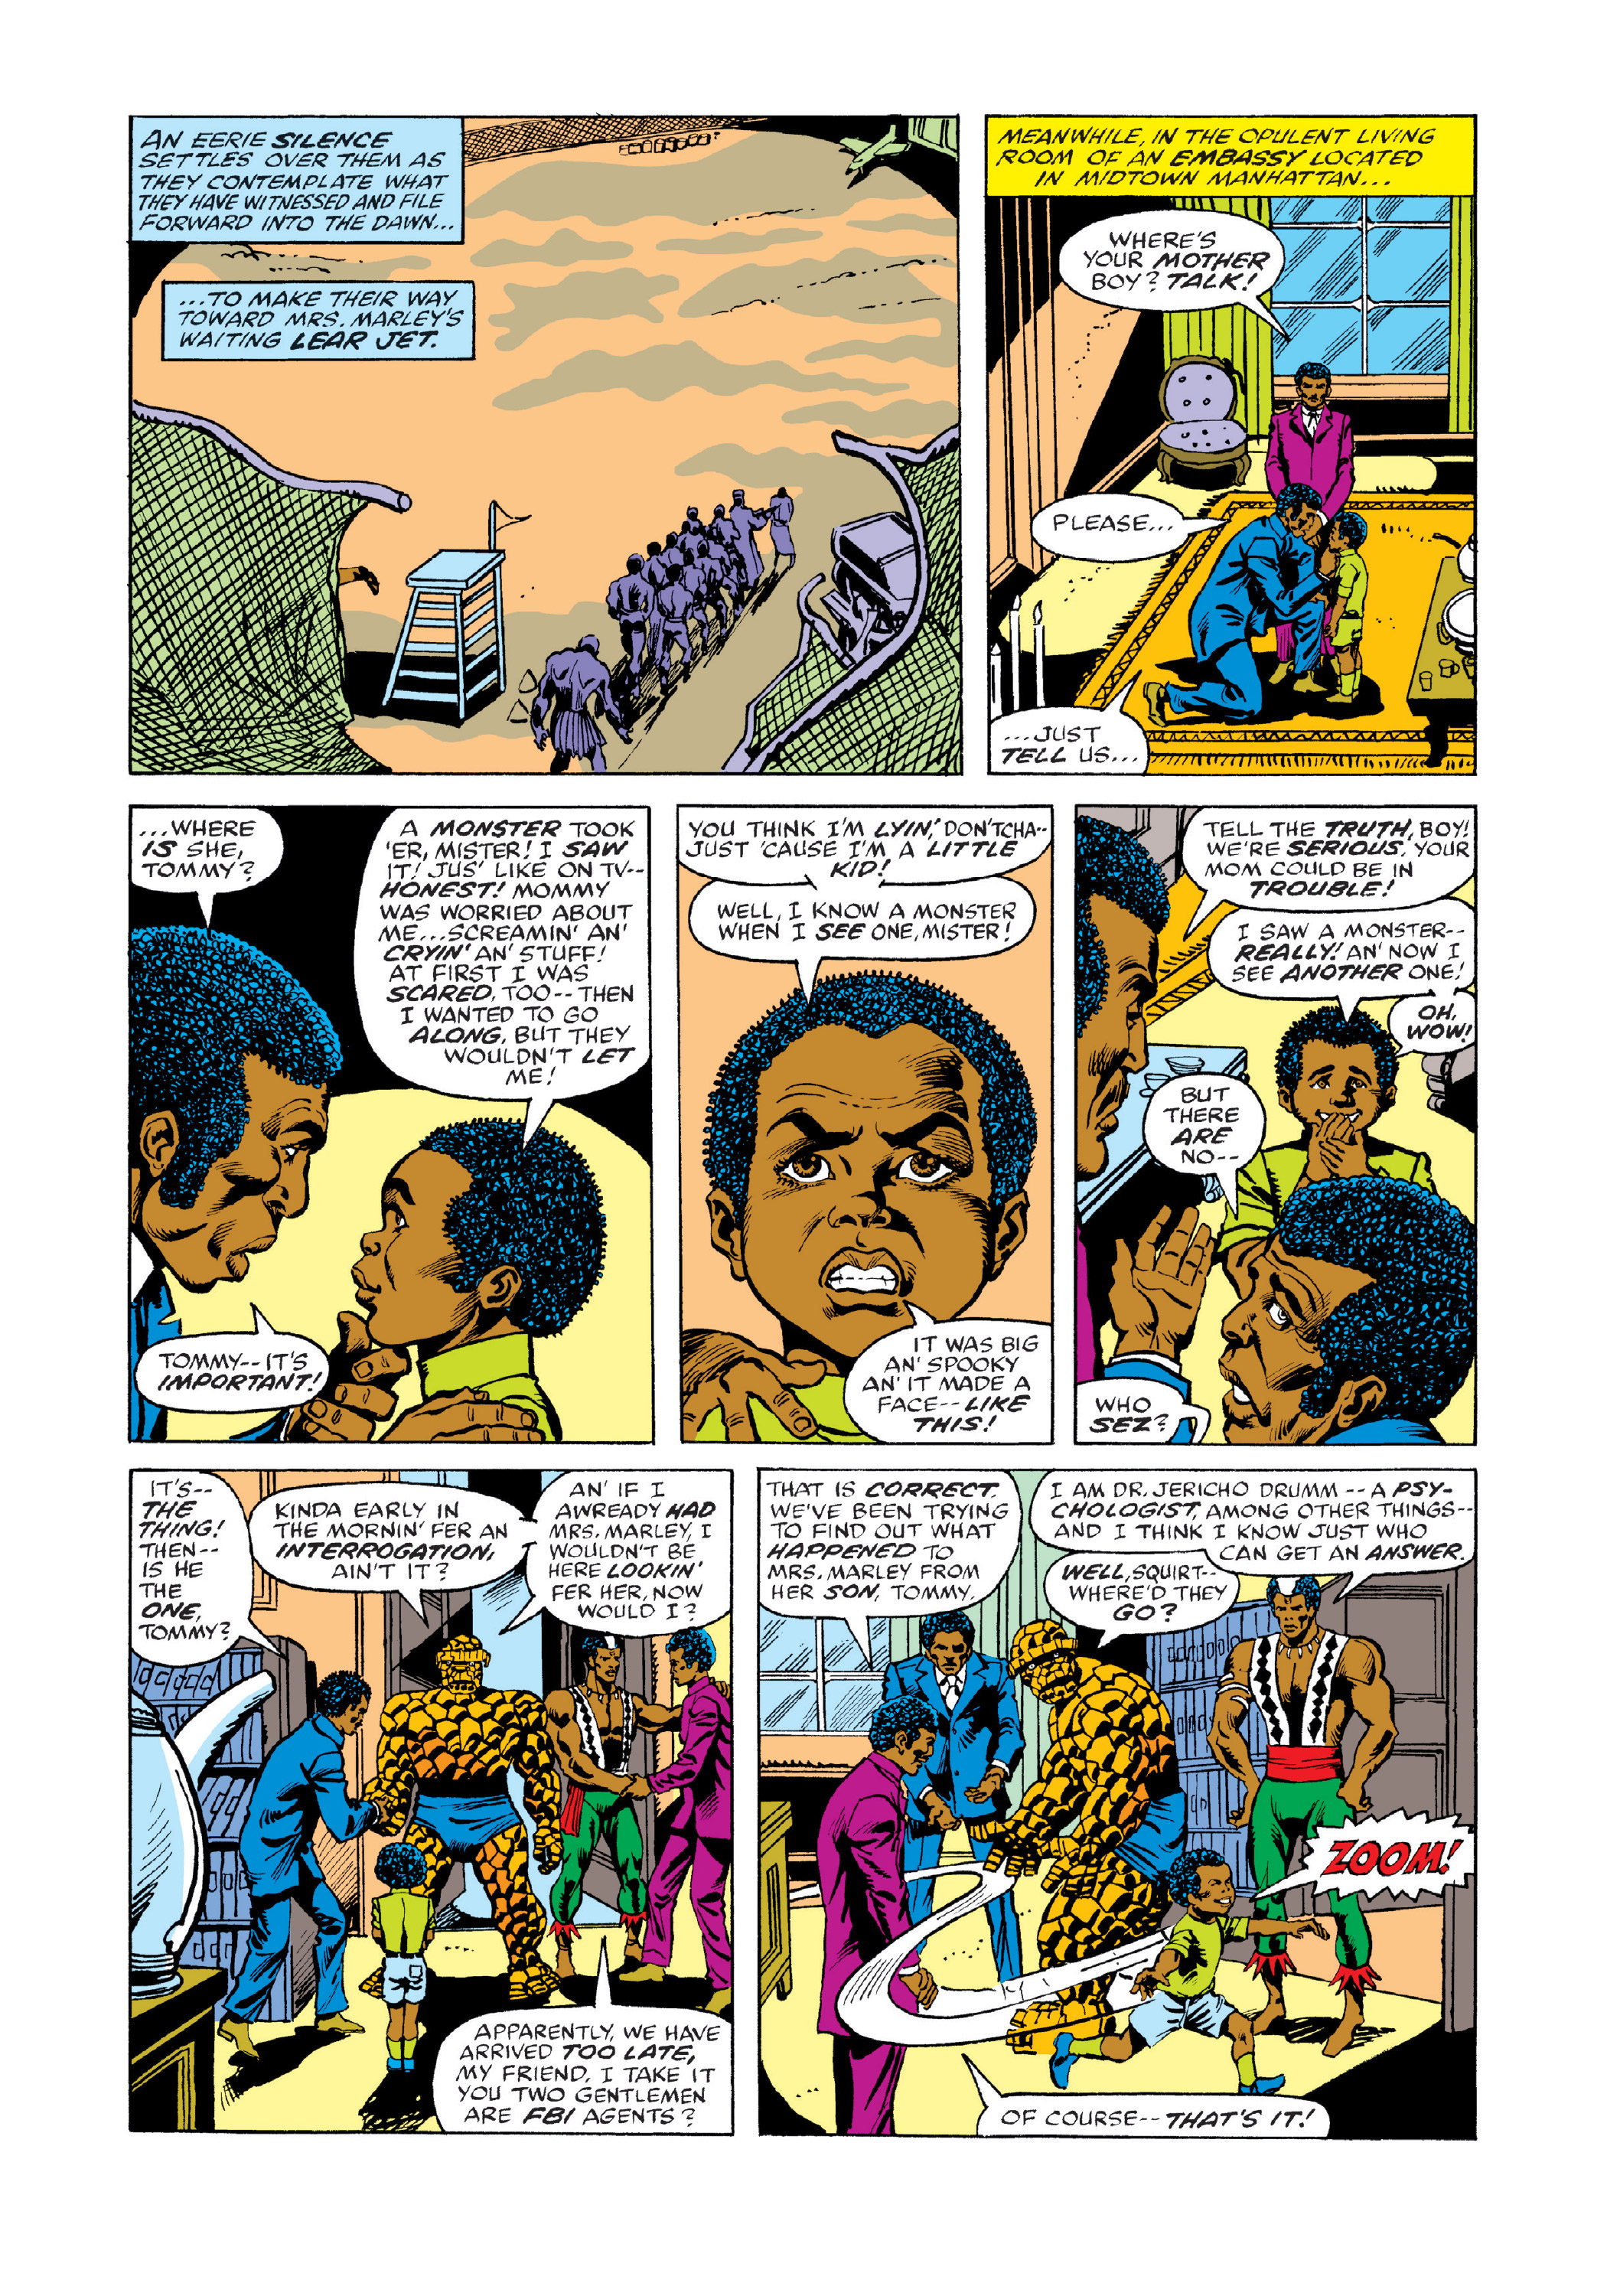 AN EERIE SILENCE
SETTLES OVER THEM AS
THEY CONTEMPLATE WHAT
THEY HAVE WITNESSED AND FILE
FORWARD INTO THE DAWN...
...TO MAKE THEIR WAY
TOWARD MRS. MARLEY'S
WAITING LEAR JET.
MEANWHILE, IN THE OPULENT LIVING
ROOM OF AN EMBASSY LOCATED
IN MIDTOWN MANHATTAN...
WHERE'S
YOUR MOTHER
BOY? TALK!
PLEASE...
...JUST
TELL US...
...WHERE
IS SHE,
TOMMY?
A MONSTER TOOK
'ER, MISTER! I SAW
IT! JUS' LIKE ON TV--
HONEST! MOMMY
WAS WORRIED ABOUT
ME...SCREAMIN' AN'
CRYIN' AN' STUFF!
AT FIRST I WAS
SCARED, TOO-- THEN
I WANTED TO GO
ALONG, BUT THEY
WOULDN'T LET
ME!
TOMMY-- IT'S
IMPORTANT!
YOU THINK I'M LYIN', DON'TCHA--
JUST 'CAUSE I'M A LITTLE
KID!
WELL, I KNOW A MONSTER
WHEN I SEE ONE, MISTER!
IT WAS BIG
AN' SPOOKY
AN' IT MADE A
FACE-- LIKE
THIS!
TELL THE TRUTH, BOY!
WE'RE SERIOUS, YOUR
MOM COULD BE IN
TROUBLE!
I SAW A MONSTER--
REALLY! AN' NOW I
SEE ANOTHER ONE!
OH,
WOW!
BUT
THERE
ARE
NO--
WHO
SEZ?
IT'S--
THE
THING!
THEN--
IS HE
THE
ONE,
TOMMY?
KINDA EARLY IN
THE MORNIN' FER AN
INTERROGATION,
AIN'T IT?
AN' IF I
AWREADY HAD
MRS. MARLEY, I
WOULDN'T BE
HERE LOOKIN'
FER HER, NOW
WOULD I?
APPARENTLY, WE HAVE
ARRIVED TOO LATE,
MY FRIEND. I TAKE IT
YOU TWO GENTLEMEN
ARE FBI AGENTS?
THAT IS CORRECT.
WE'VE BEEN TRYING
TO FIND OUT WHAT
HAPPENED TO
MRS. MARLEY FROM
HER SON, TOMMY.
I AM DR. JERICHO DRUMM -- A PSY-
CHOLOGIST, AMONG OTHER THINGS--
AND I THINK I KNOW JUST WHO
CAN GET AN ANSWER.
WELL, SQUIRT--
WHERE'D THEY
GO?
ZOOM!
OF COURSE-- THAT'S IT!